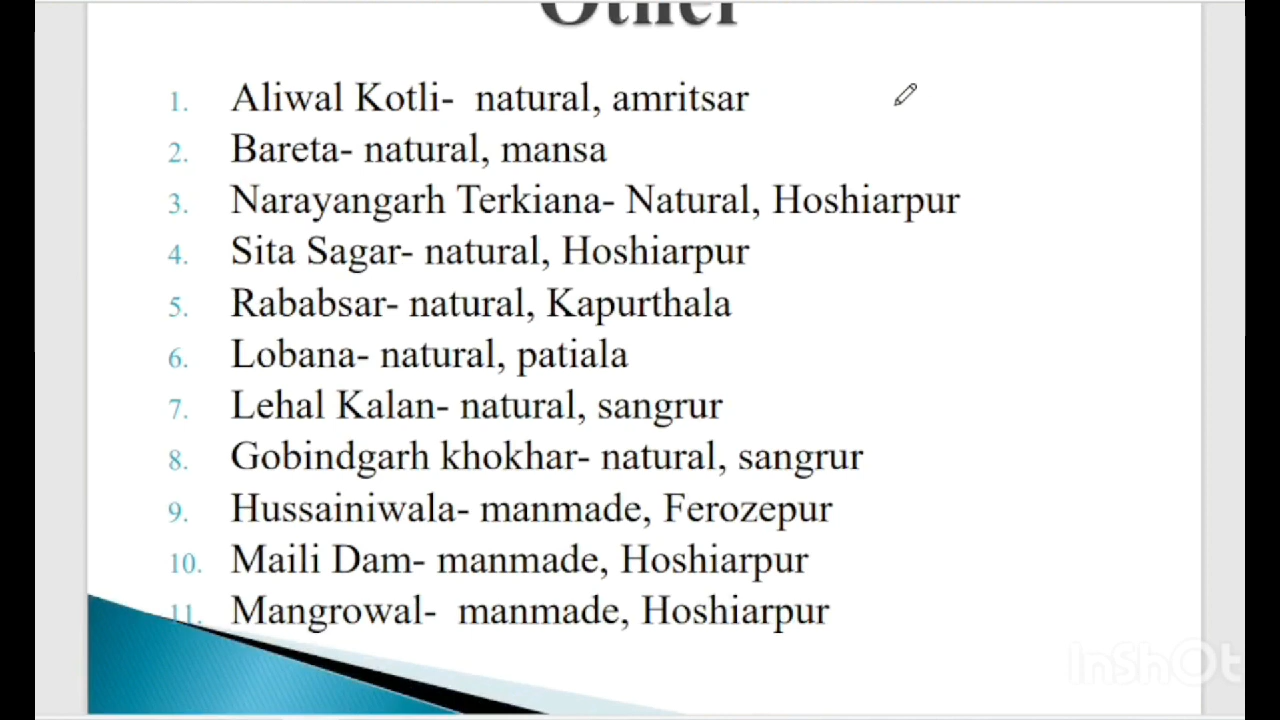 Other
1. Aliwal Kotli- natural, amritsar
2. Bareta- natural, mansa
3. Narayangarh Terkiana- Natural, Hoshiarpur
4. Sita Sagar- natural, Hoshiarpur
5. Rababsar- natural, Kapurthala
6. Lobana- natural, patiala
7. Lehal Kalan- natural, sangrur
8. Gobindgarh khokhar- natural, sangrur
9. Hussainiwala- manmade, Ferozepur
10. Maili Dam- manmade, Hoshiarpur
11. Mangrowal- manmade, Hoshiarpur
InShOt